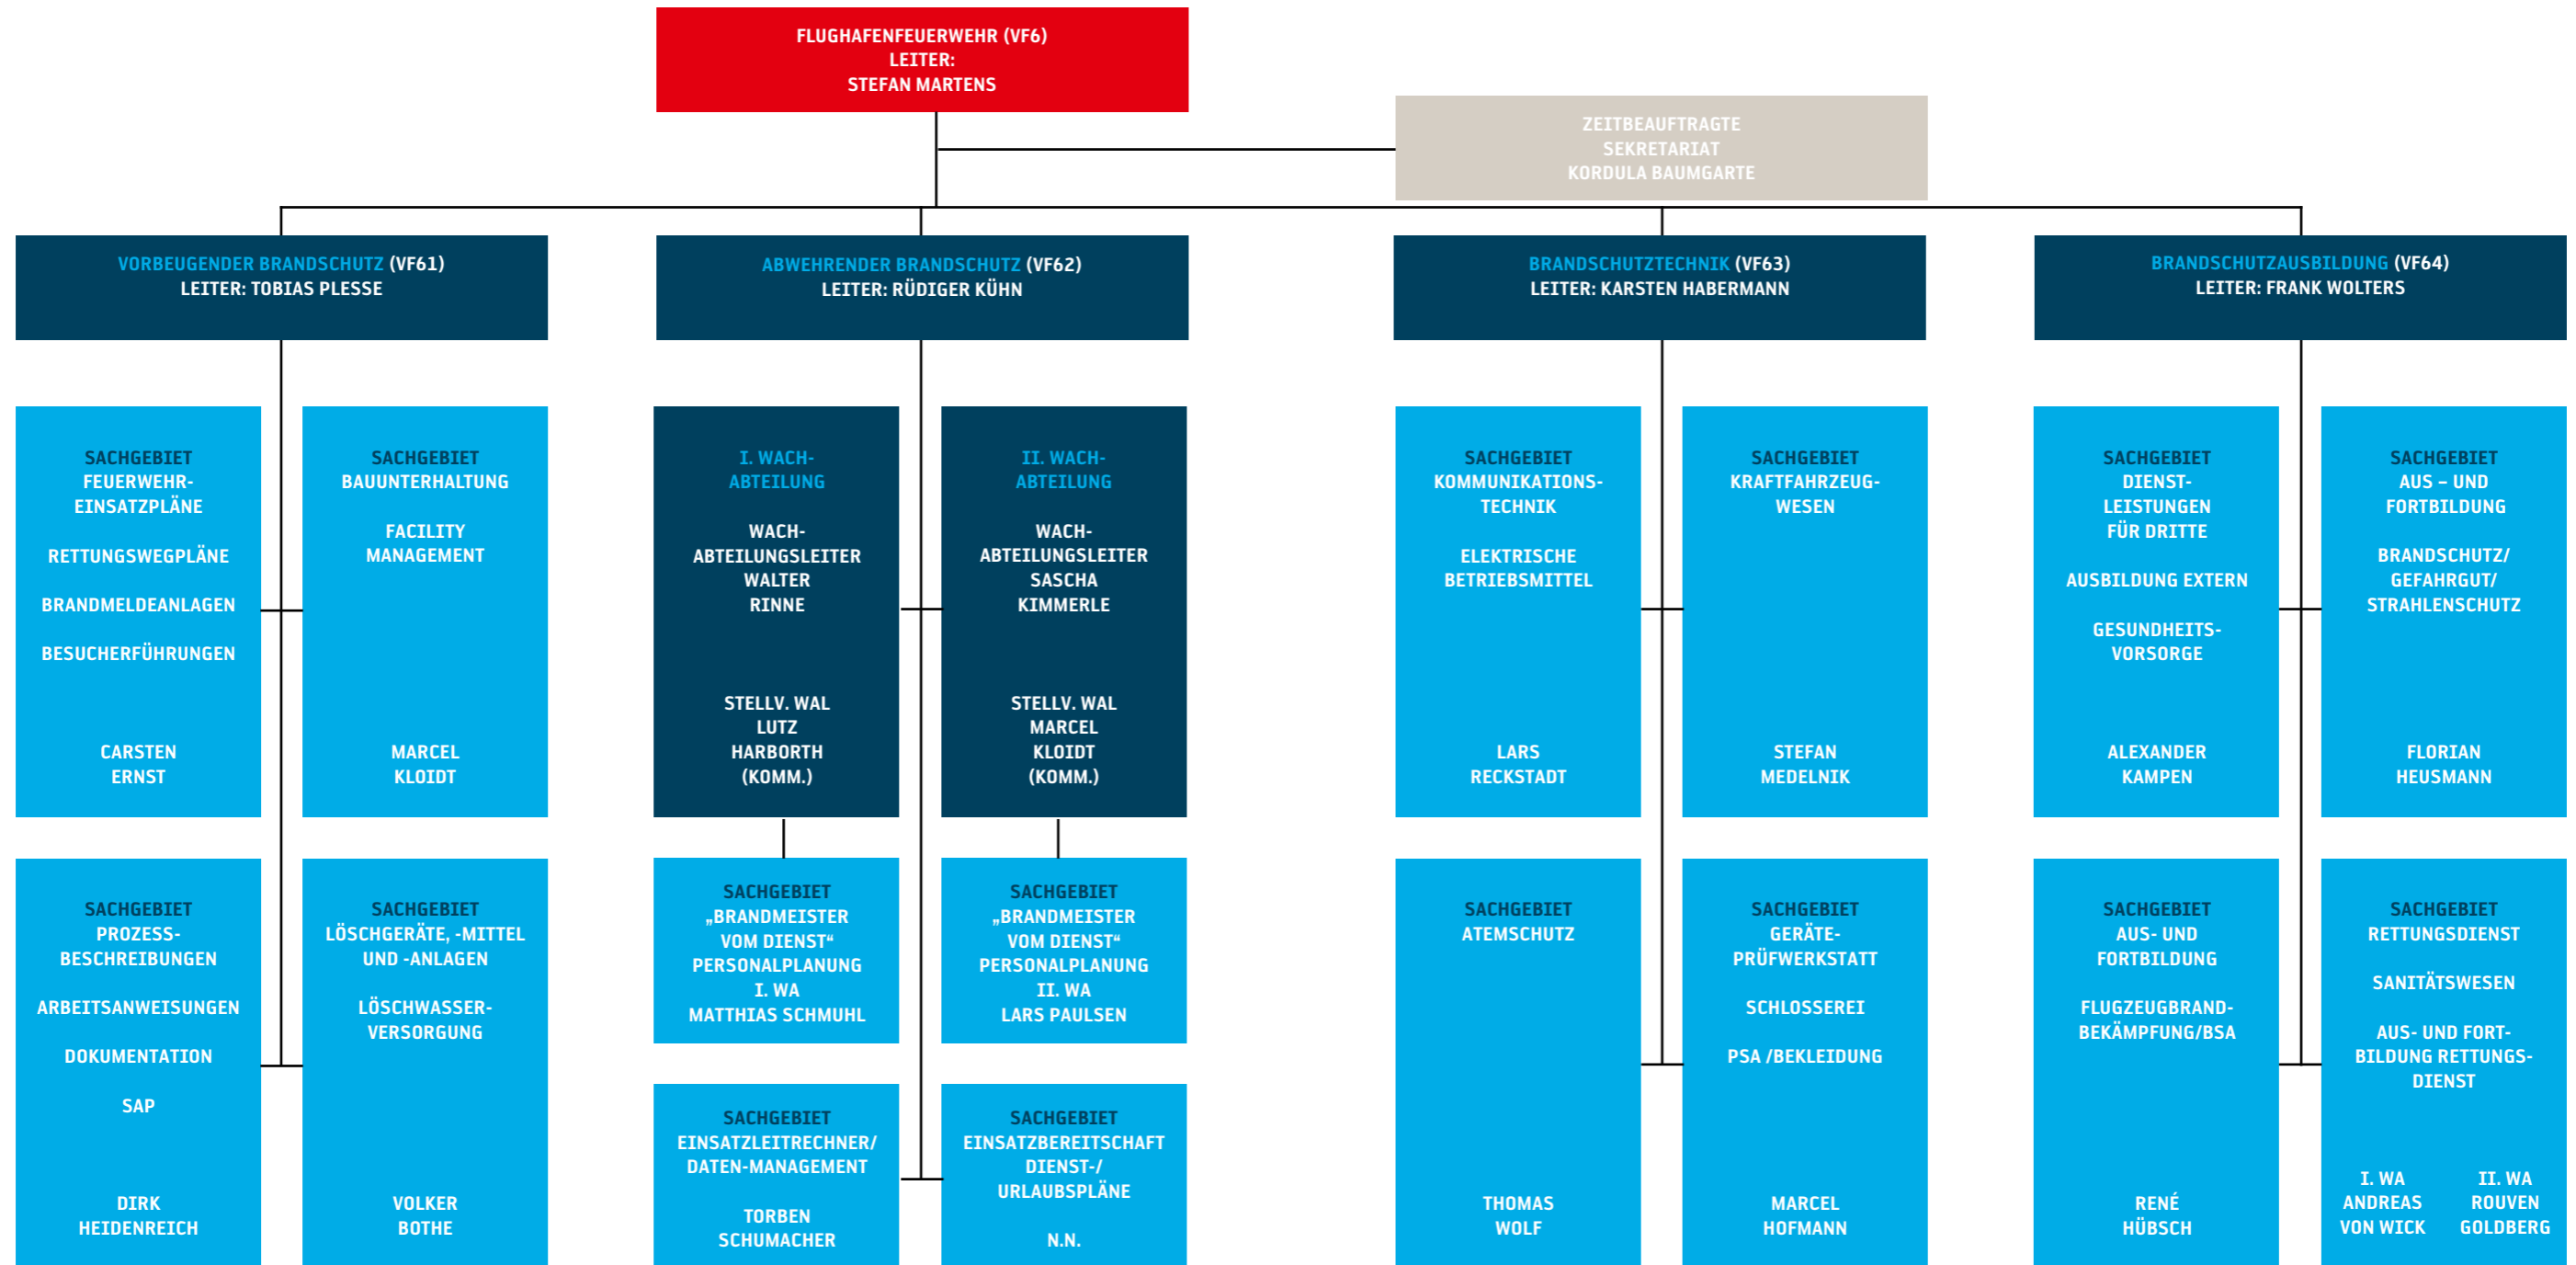 FLUGHAFENFEUERWEHR (VF6)
LEITER:
STEFAN MARTENS
ZEITBEAUFTRAGTE
SEKRETARIAT
KORDULA BAUMGARTE
VORBEUGENDER BRANDSCHUTZ (VF61)
LEITER: TOBIAS PLESSE
ABWEHRENDER BRANDSCHUTZ (VF62)
LEITER: RÜDIGER KÜHN
BRANDSCHUTZTECHNIK (VF63)
LEITER: KARSTEN HABERMANN
BRANDSCHUTZAUSBILDUNG (VF64)
LEITER: FRANK WOLTERS
SACHGEBIET
FEUERWEHR-
EINSATZPLÄNE
RETTUNGSWEGPLÄNE
BRANDMELDEANLAGEN
BESUCHERFÜHRUNGEN
CARSTEN
ERNST
SACHGEBIET
BAUUNTERHALTUNG
FACILITY
MANAGEMENT
MARCEL
KLOIDT
I. WACH-
ABTEILUNG
WACH-
ABTEILUNGSLEITER
WALTER
RINNE
STELLV. WAL
LUTZ
HARBORTH
(KOMM.)
II. WACH-
ABTEILUNG
WACH-
ABTEILUNGSLEITER
SASCHA
KIMMERLE
STELLV. WAL
MARCEL
KLOIDT
(KOMM.)
SACHGEBIET
KOMMUNIKATIONS-
TECHNIK
ELEKTRISCHE
BETRIEBSMITTEL
LARS
RECKSTADT
SACHGEBIET
KRAFTFAHRZEUG-
WESEN
STEFAN
MEDELNIK
SACHGEBIET
DIENST-
LEISTUNGEN
FÜR DRITTE
AUSBILDUNG EXTERN
GESUNDHEITS-
VORSORGE
ALEXANDER
KAMPEN
SACHGEBIET
AUS – UND
FORTBILDUNG
BRANDSCHUTZ/
GEFAHRGUT/
STRAHLENSCHUTZ
FLORIAN
HEUSMANN
SACHGEBIET
PROZESS-
BESCHREIBUNGEN
ARBEITSANWEISUNGEN
DOKUMENTATION
SAP
DIRK
HEIDENREICH
SACHGEBIET
LÖSCHGERÄTE, -MITTEL
UND -ANLAGEN
LÖSCHWASSER-
VERSORGUNG
VOLKER
BOTHE
SACHGEBIET
„BRANDMEISTER
VOM DIENST“
PERSONALPLANUNG
I. WA
MATTHIAS SCHMUHL
SACHGEBIET
„BRANDMEISTER
VOM DIENST“
PERSONALPLANUNG
II. WA
LARS PAULSEN
SACHGEBIET
EINSATZLEITRECHNER/
DATEN-MANAGEMENT
TORBEN
SCHUMACHER
SACHGEBIET
EINSATZBEREITSCHAFT
DIENST-/
URLAUBSPLÄNE
N.N.
SACHGEBIET
ATEMSCHUTZ
THOMAS
WOLF
SACHGEBIET
GERÄTE-
PRÜFWERKSTATT
SCHLOSSEREI
PSA /BEKLEIDUNG
MARCEL
HOFMANN
SACHGEBIET
AUS- UND
FORTBILDUNG
FLUGZEUGBRAND-
BEKÄMPFUNG/BSA
RENÉ
HÜBSCH
SACHGEBIET
RETTUNGSDIENST
SANITÄTSWESEN
AUS- UND FORT-
BILDUNG RETTUNGS-
DIENST
I. WA
ANDREAS
VON WICK
II. WA
ROUVEN
GOLDBERG